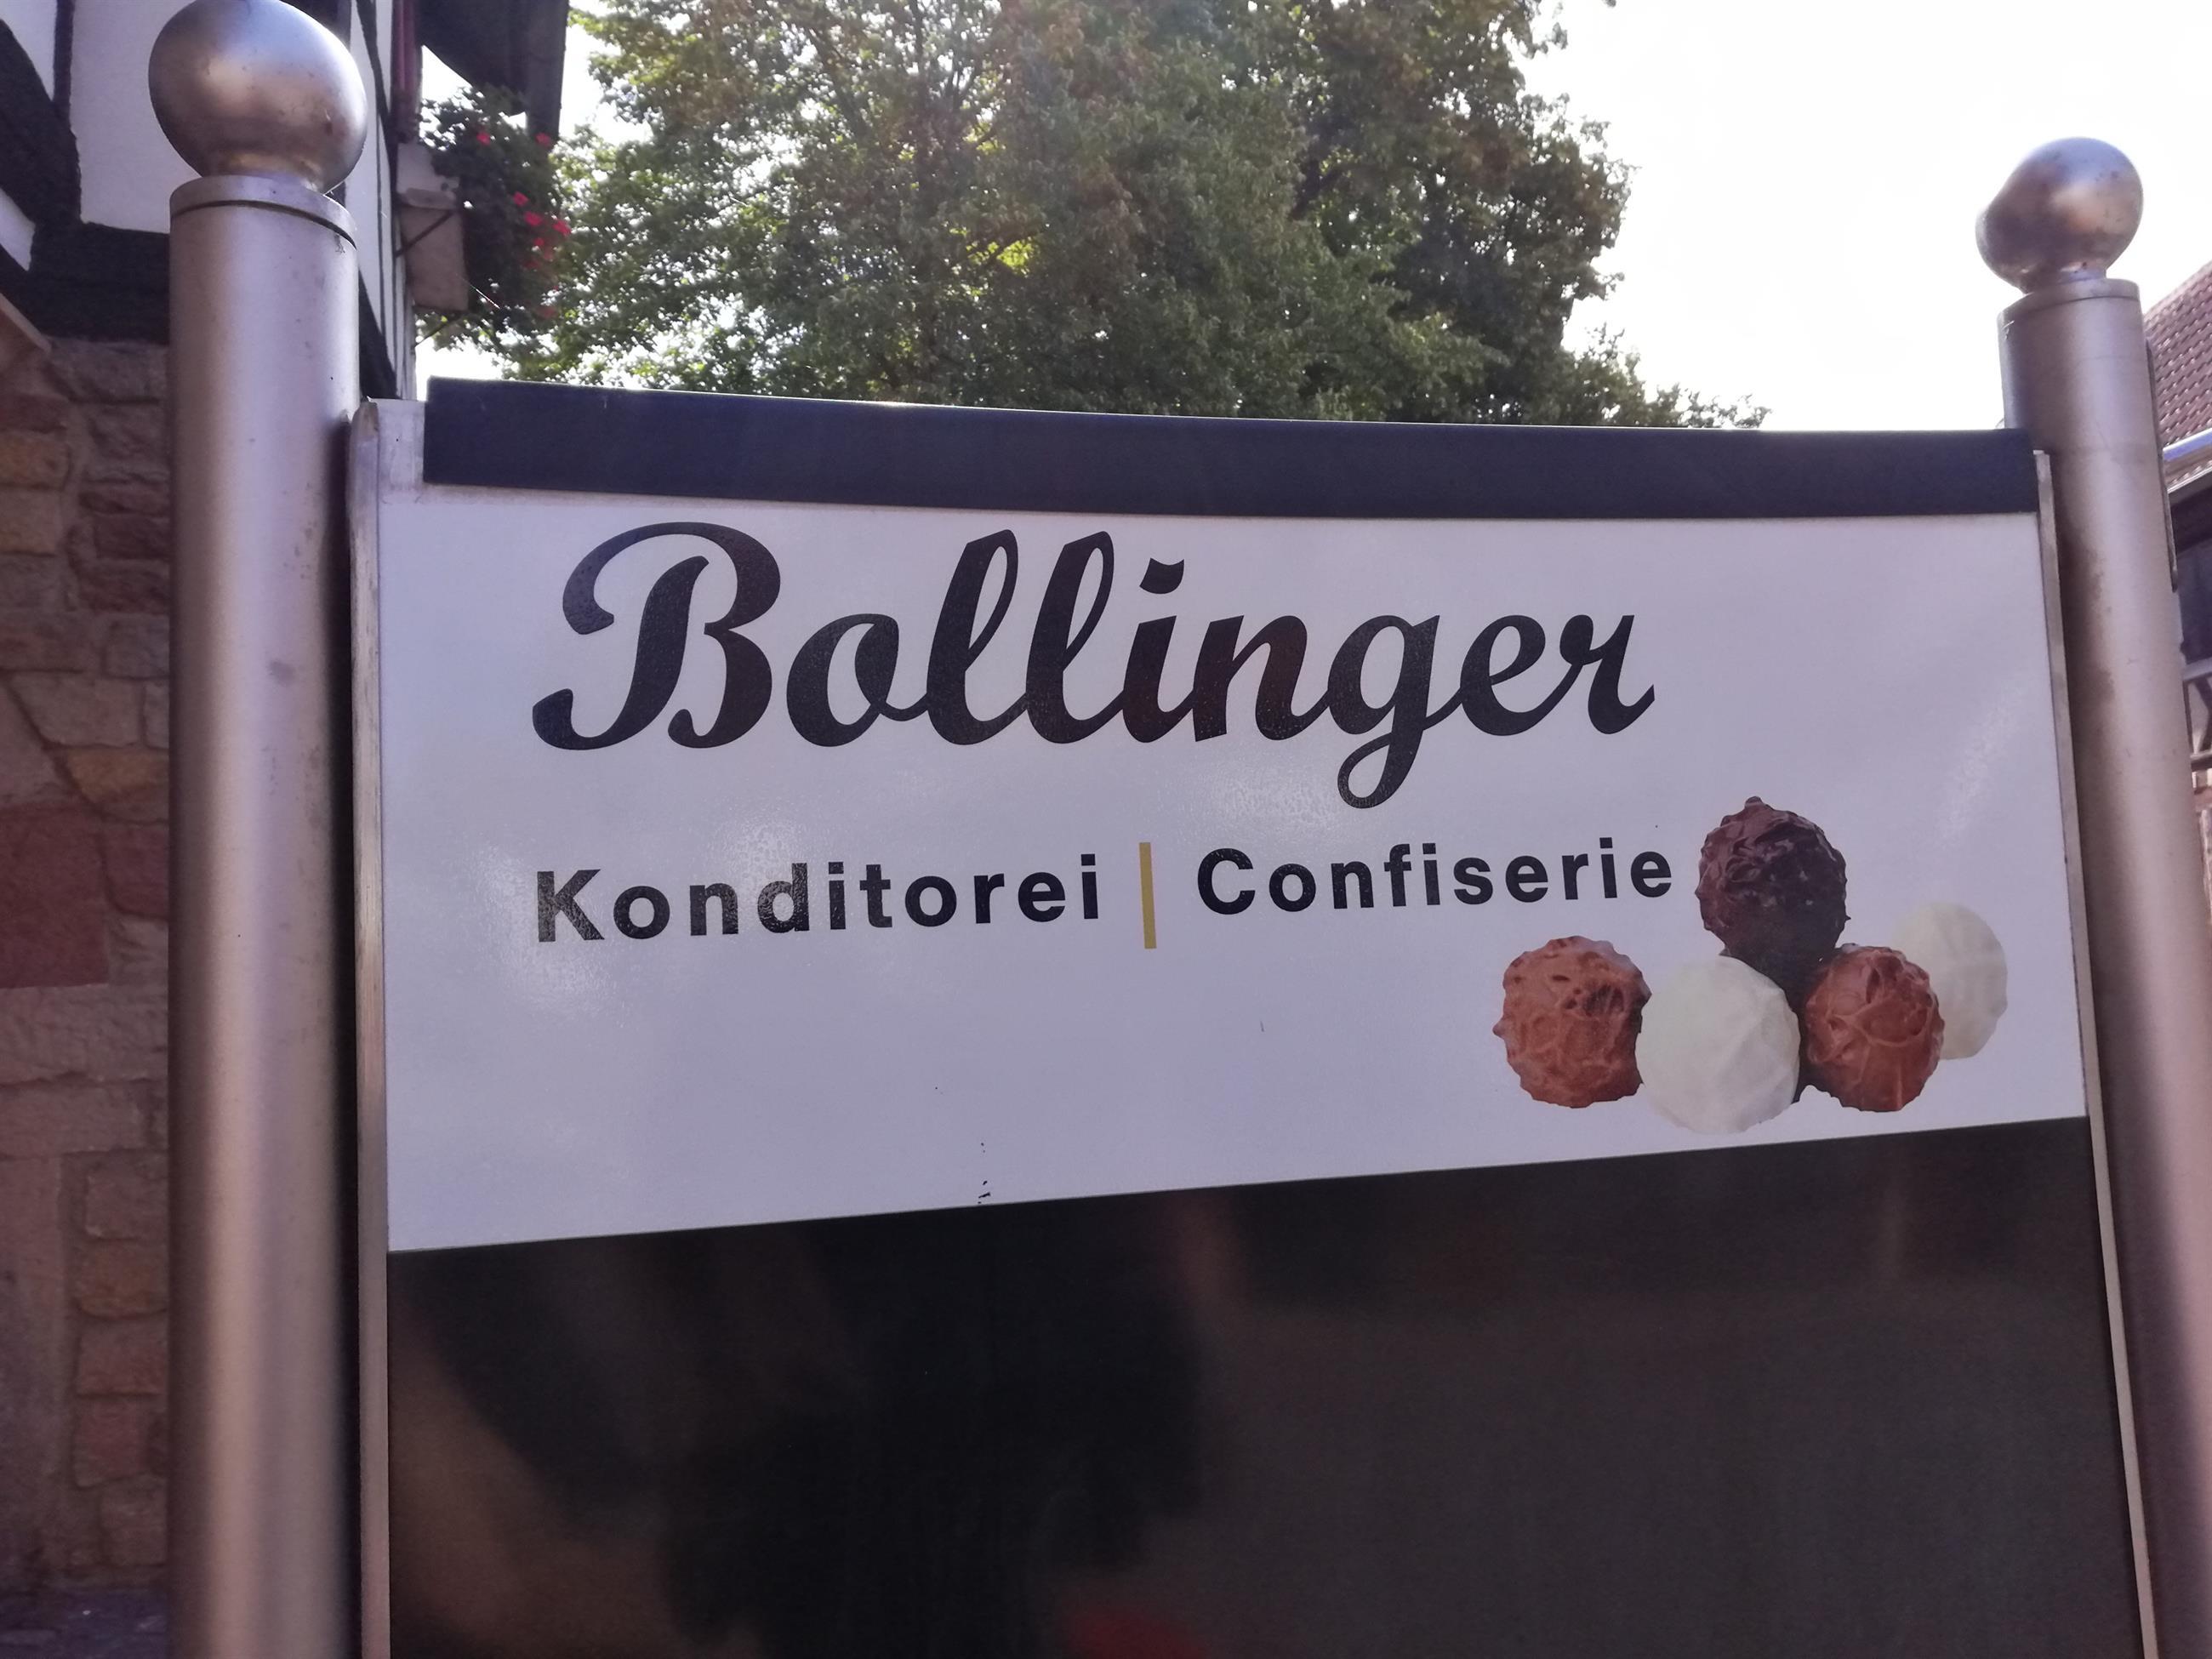 Bollinger
Konditorei | Confiserie